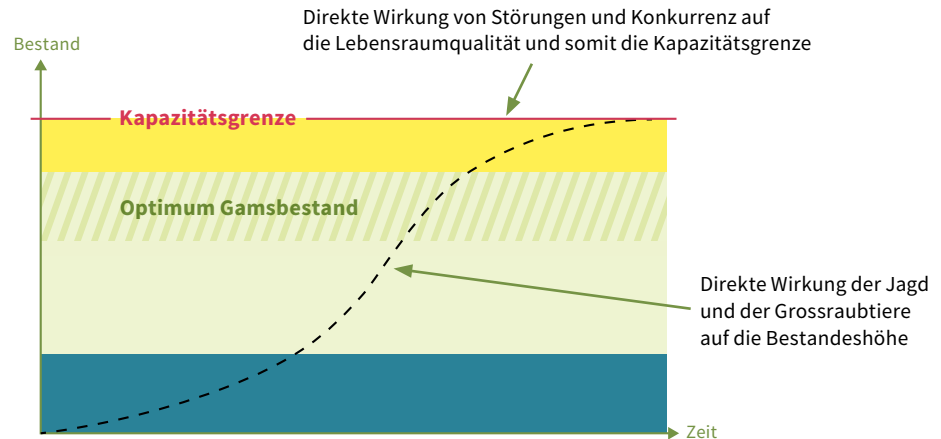 Direkte Wirkung von Störungen und Konkurrenz auf
die Lebensraumqualität und somit die Kapazitätsgrenze
Bestand
Kapazitätsgrenze
Optimum Gamsbestand
Direkte Wirkung der Jagd
und der Grossraubtiere
auf die Bestandeshöhe
Zeit